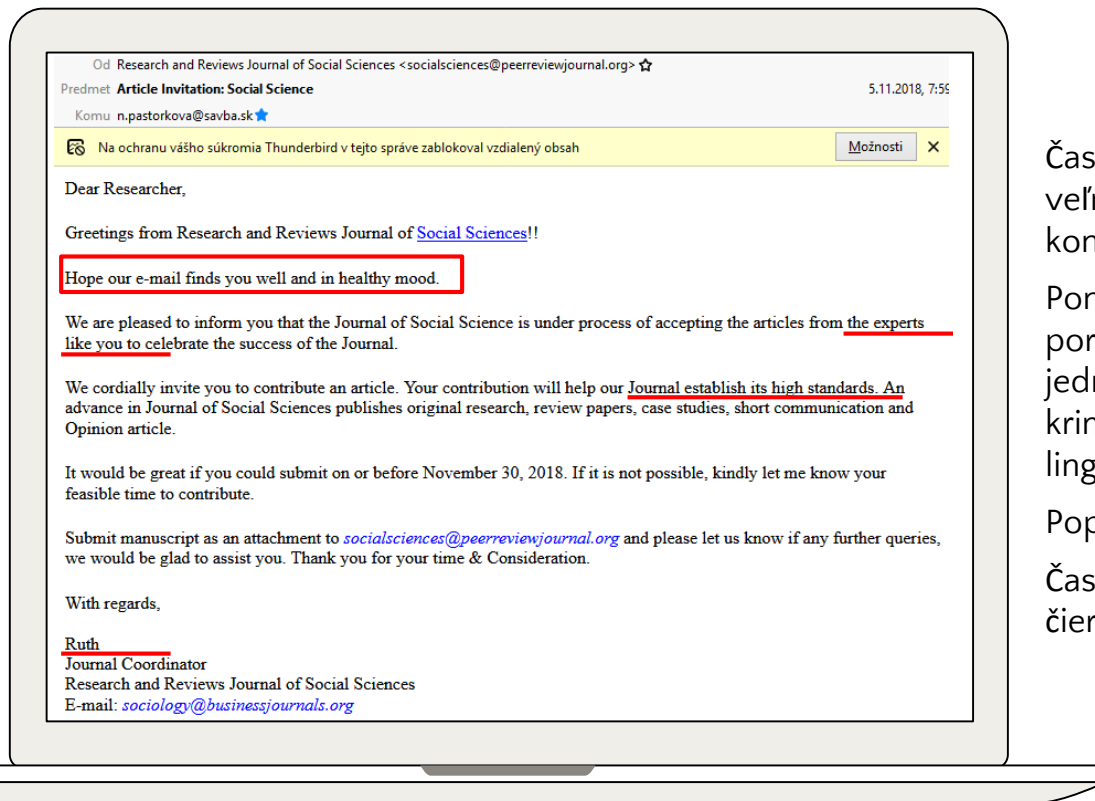 Od Research and Reviews Journal of Social Sciences <socialsciences@peerreviewjournal.org>
Predmet Article Invitation: Social Science 5.11.2018, 7:59
Komu n.pastorkova@savba.sk
Na ochranu vášho súkromia Thunderbird v tejto správe zablokoval vzdialený obsah Možnosti
Dear Researcher,
Greetings from Research and Reviews Journal of Social Sciences!!
Hope our e-mail finds you well and in healthy mood.
We are pleased to inform you that the Journal of Social Science is under process of accepting the articles from the experts
like you to celebrate the success of the Journal.
We cordially invite you to contribute an article. Your contribution will help our Journal establish its high standards. An
advance in Journal of Social Sciences publishes original research, review papers, case studies, short communication and
Opinion article.
It would be great if you could submit on or before November 30, 2018. If it is not possible, kindly let me know your
feasible time to contribute.
Submit manuscript as an attachment to socialsciences@peerreviewjournal.org and please let us know if any further queries,
we would be glad to assist you. Thank you for your time & Consideration.
With regards,
Ruth
Journal Coordinator
Research and Reviews Journal of Social Sciences
E-mail: sociology@businessjournals.org